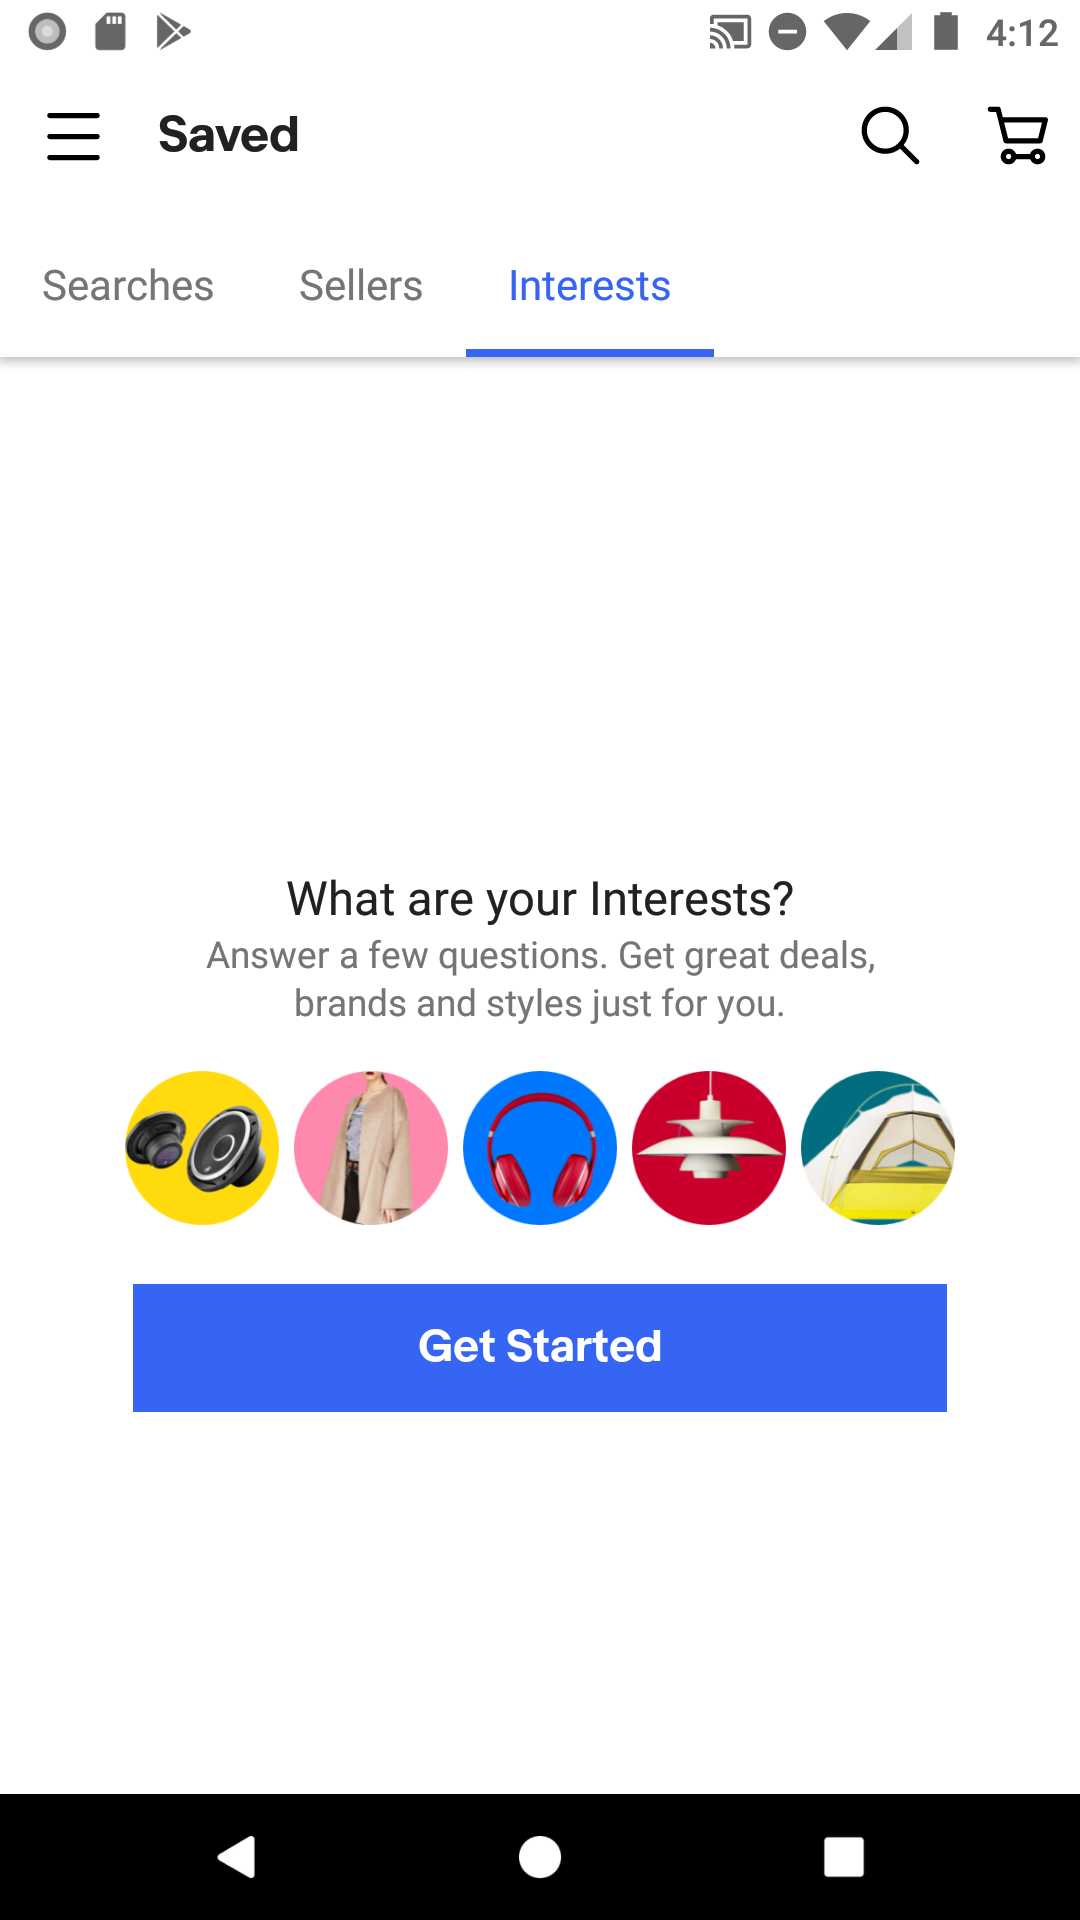 4:12
Saved
Searches Sellers Interests
What are your Interests?
Answer a few questions. Get great deals,
brands and styles just for you.
Get Started